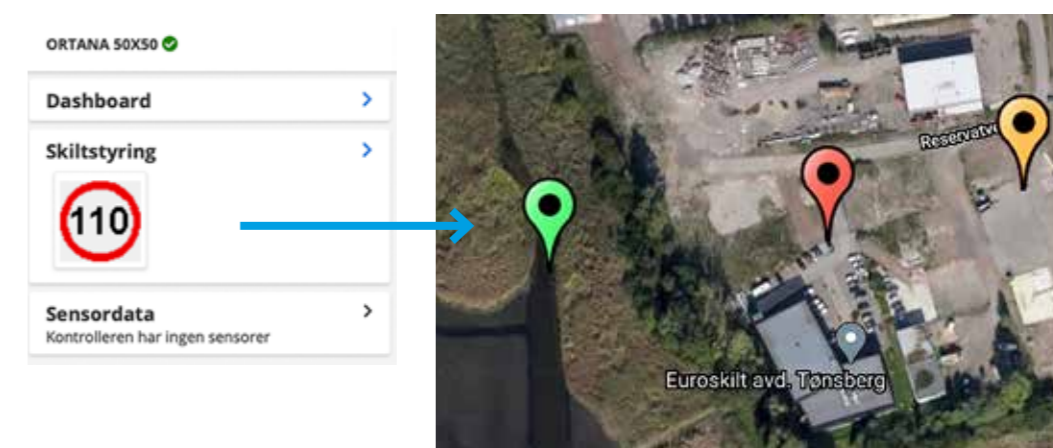 ORTANA 50X50
Dashboard
Skiltstyring
110
Sensordata
Kontrolleren har ingen sensorer
Euroskilt avd. Tønsberg